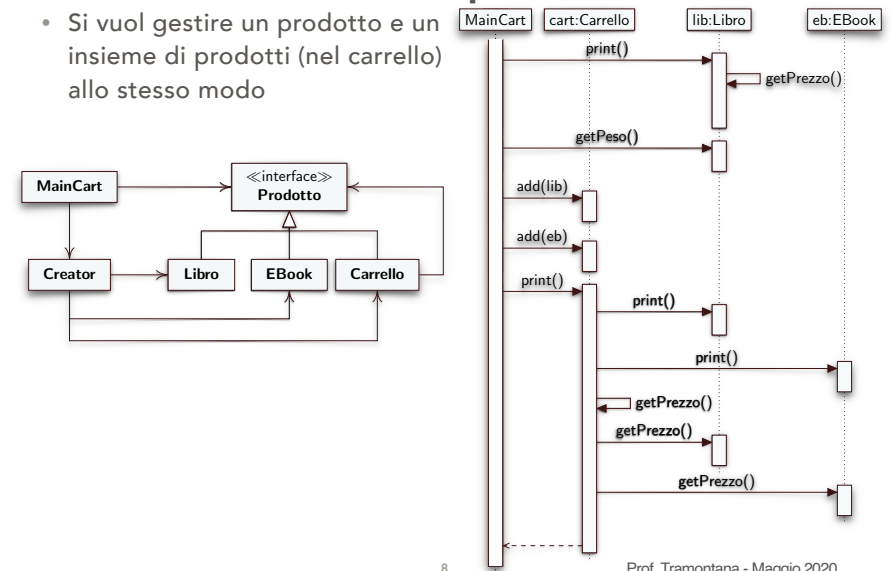 • Si vuol gestire un prodotto e un
insieme di prodotti (nel carrello)
allo stesso modo
MainCart
≪interface≫
Prodotto
Creator
Libro
EBook
Carrello
MainCart
cart:Carrello
lib:Libro
eb:EBook
print()
getPrezzo()
getPeso()
add(lib)
add(eb)
print()
print()
print()
getPrezzo()
getPrezzo()
getPrezzo()
8
Prof. Tramontana - Maggio 2020